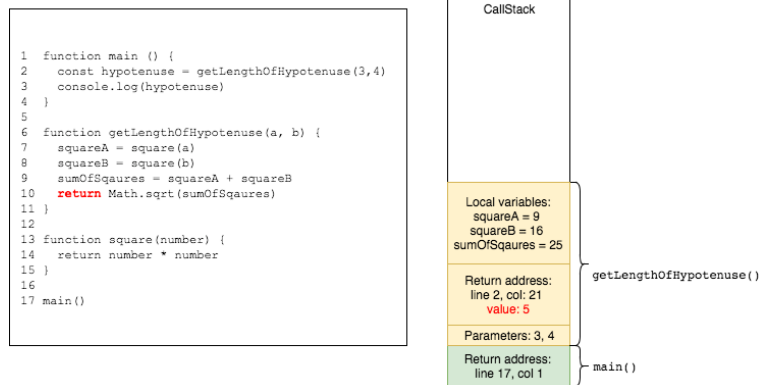 1 function main () {
2 const hypotenuse = getLengthOfHypotenuse(3,4)
3 console.log(hypotenuse)
4 }
5
6 function getLengthOfHypotenuse(a, b) {
7 squareA = square(a)
8 squareB = square(b)
9 sumOfSqaures = squareA + squareB
10 return Math.sqrt(sumOfSqaures)
11 }
12
13 function square(number) {
14 return number * number
15 }
16
17 main()
CallStack
Local variables:
squareA = 9
squareB = 16
sumOfSqaures = 25
Return address:
line 2, col: 21
value: 5
Parameters: 3, 4
getLengthOfHypotenuse()
Return address:
line 17, col 1
main()